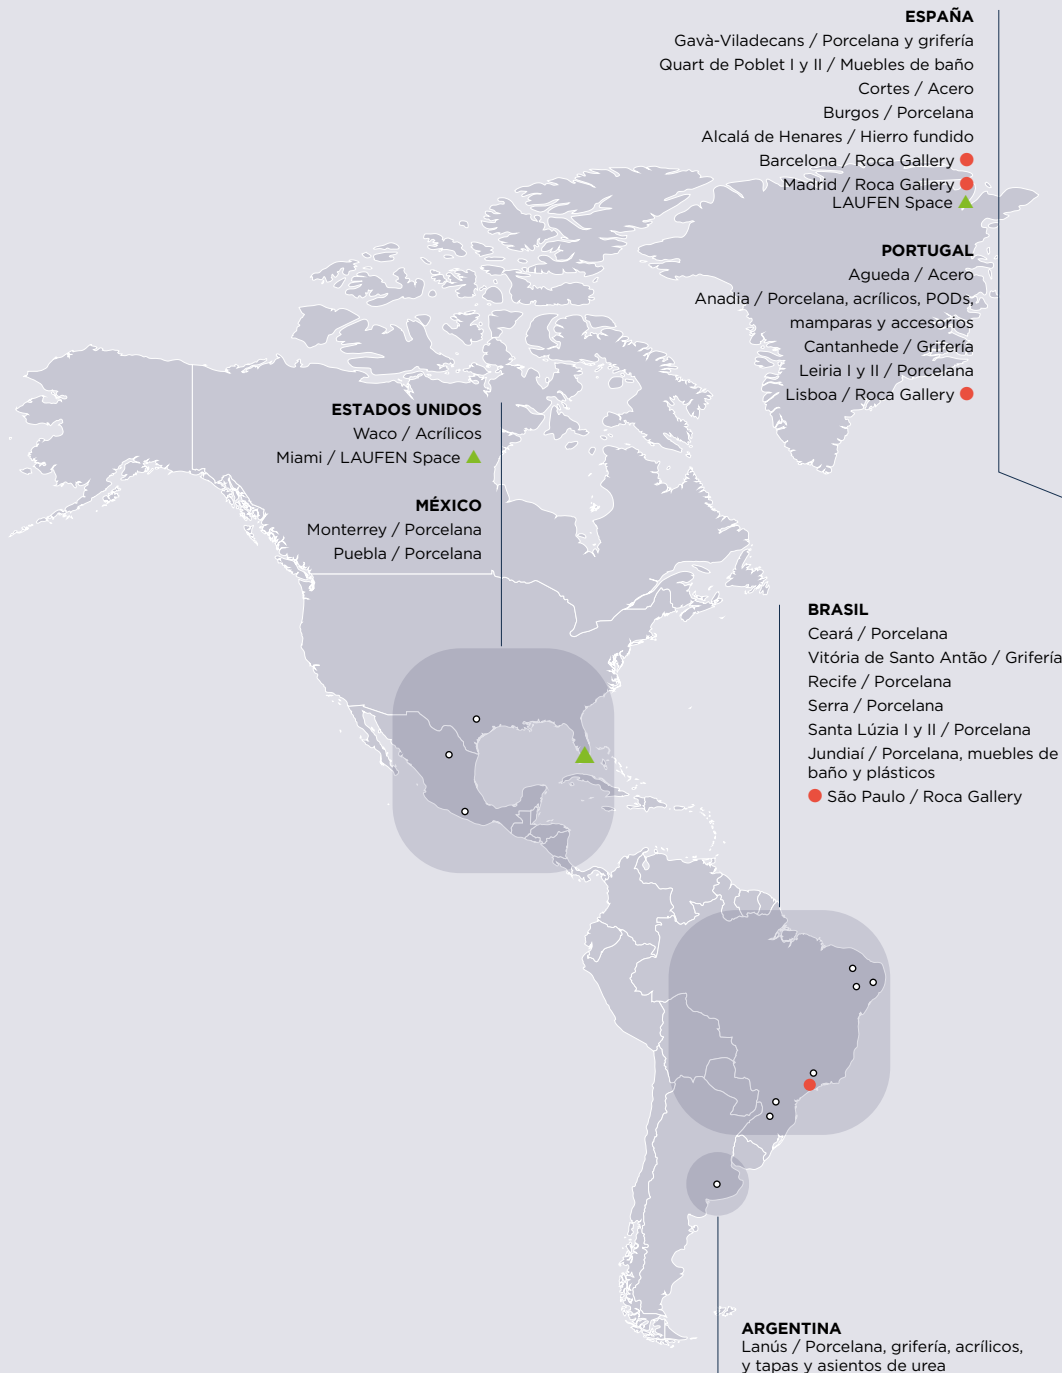 ESPAÑA
Gavà-Viladecans / Porcelana y grifería
Quart de Poblet I y II / Muebles de baño
Cortes / Acero
Burgos / Porcelana
Alcalá de Henares / Hierro fundido
Barcelona / Roca Gallery
Madrid / Roca Gallery
LAUFEN Space
PORTUGAL
Agueda / Acero
Anadia / Porcelana, acrílicos, PODs,
mamparas y accesorios
Cantanhede / Grifería
Leiria I y II / Porcelana
Lisboa / Roca Gallery
ESTADOS UNIDOS
Waco / Acrílicos
Miami / LAUFEN Space
MÉXICO
Monterrey / Porcelana
Puebla / Porcelana
BRASIL
Ceará / Porcelana
Vitória de Santo Antão / Grifería
Recife / Porcelana
Serra / Porcelana
Santa Lúzia I y II / Porcelana
Jundiaí / Porcelana, muebles de
baño y plásticos
São Paulo / Roca Gallery
ARGENTINA
Lanús / Porcelana, grifería, acrílicos,
y tapas y asientos de urea